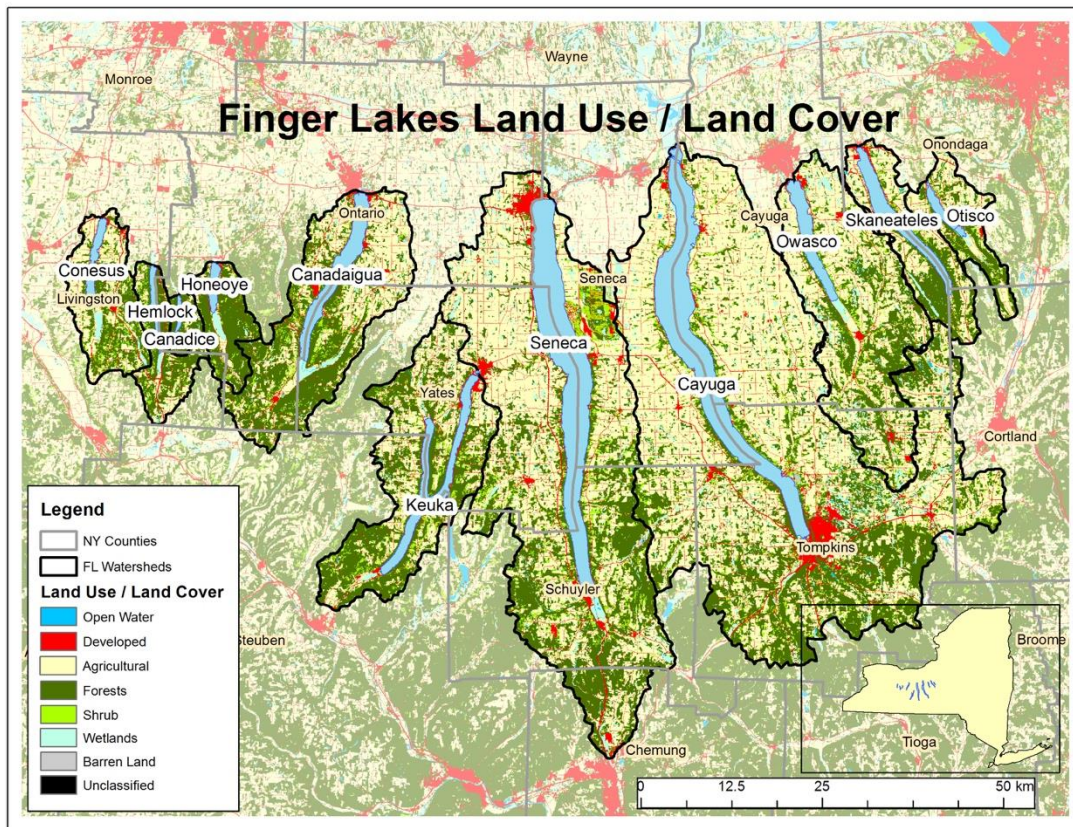 Finger Lakes Land Use / Land Cover
Wayne
Monroe
Onondaga
Ontario
Cayuga
Skaneateles
Otisco
Owasco
Conesus
Honeoye
Canadaigua
Livingston
Hemlock
Canadice
Seneca
Seneca
Cayuga
Yates
Cortland
Keuka
Tompkins
Schuyler
Steuben
Broome
Tioga
Chemung
Legend
NY Counties
FL Watersheds
Land Use / Land Cover
Open Water
Developed
Agricultural
Forests
Shrub
Wetlands
Barren Land
Unclassified
0 12.5 25 50 km